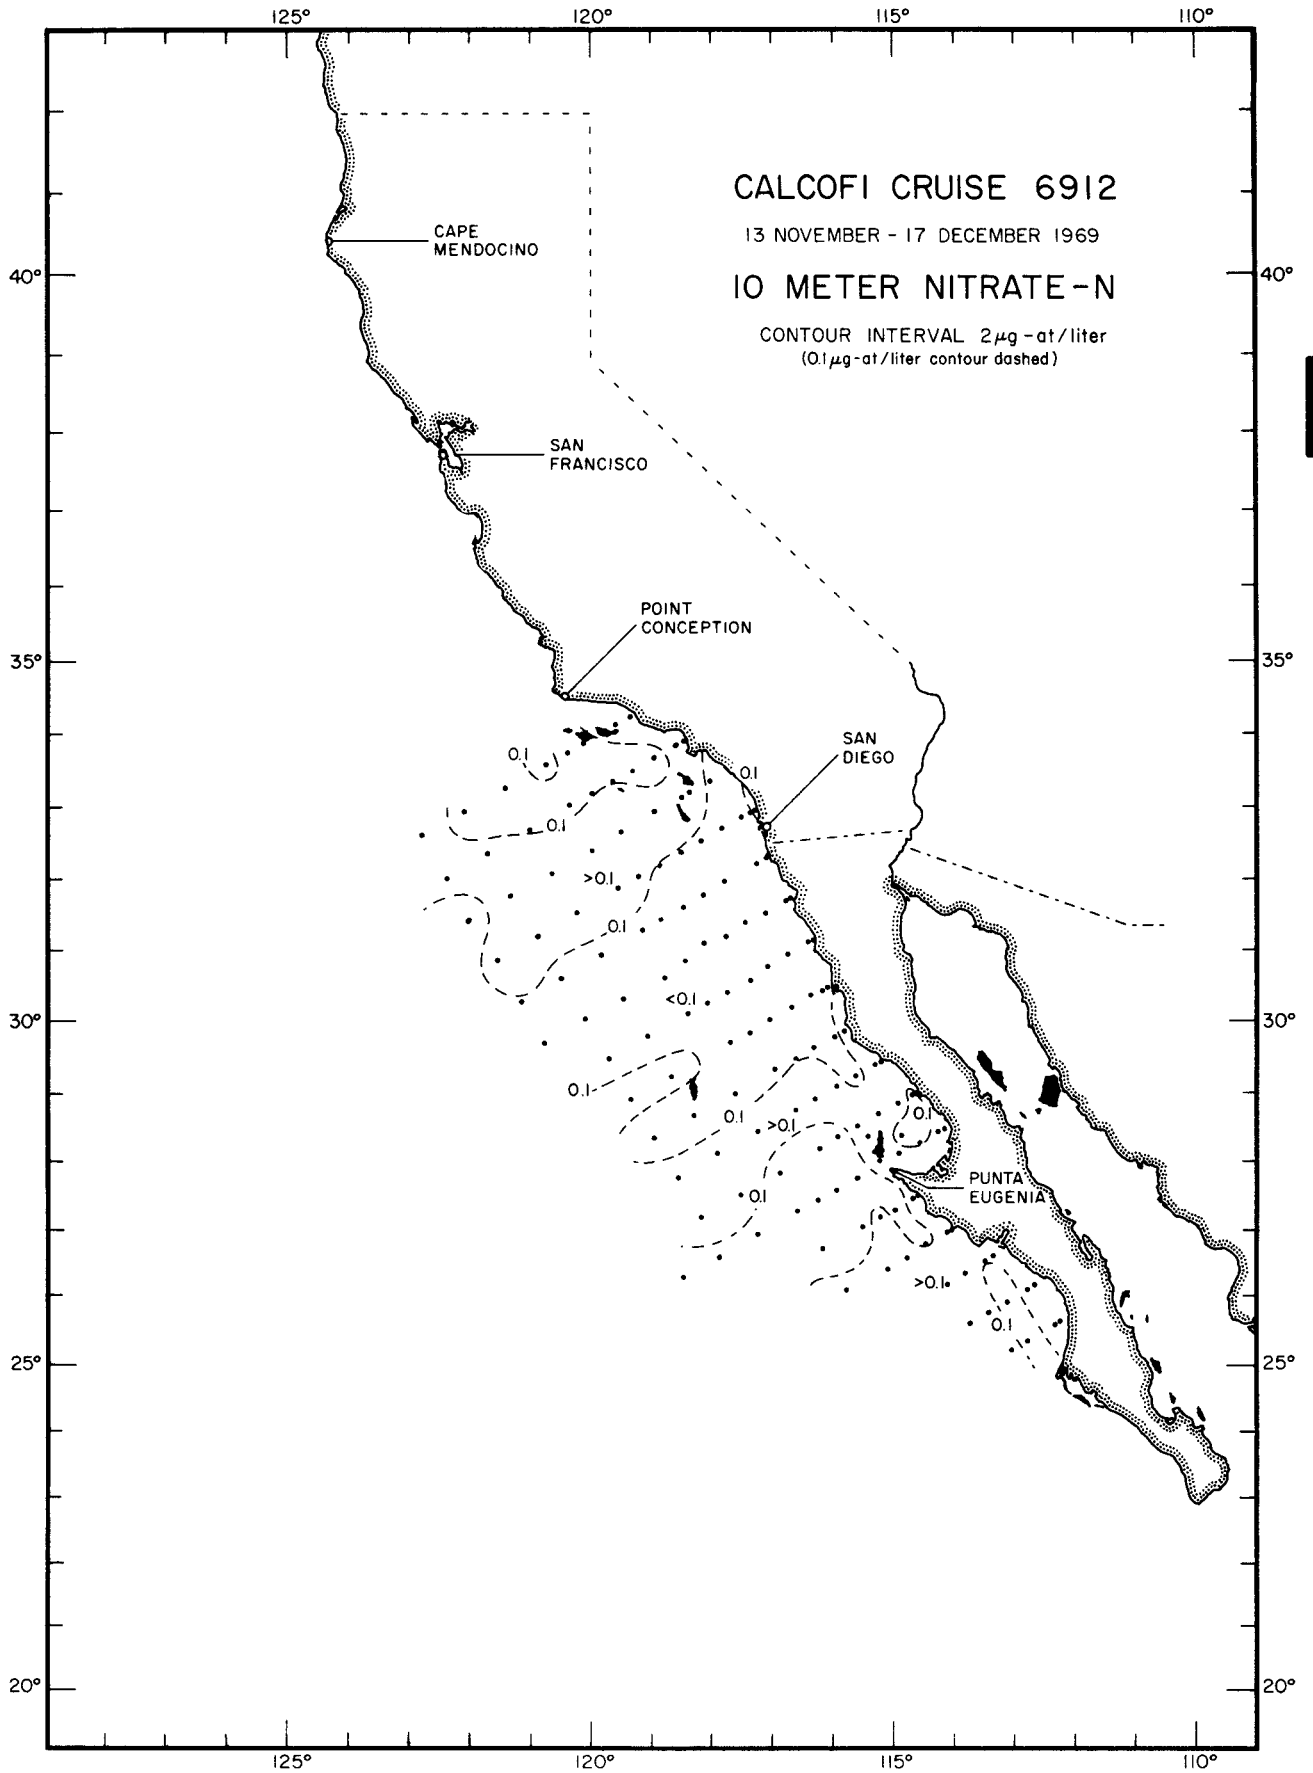 125° 120° 115° 110°
CALCOFI CRUISE 6912
13 NOVEMBER - 17 DECEMBER 1969
10 METER NITRATE-N
CONTOUR INTERVAL 2µg-at/liter
(0.1µg-at/liter contour dashed)
CAPE
MENDOCINO
40° 40°
SAN
FRANCISCO
POINT
CONCEPTION
35° 35°
SAN
DIEGO
0.1
0.1
0.1
>0.1
0.1
<0.1
30° 30°
0.1
0.1
0.1
>0.1
PUNTA
EUGENIA
0.1
>0.1
0.1
25° 25°
20° 20°
125° 120° 115° 110°